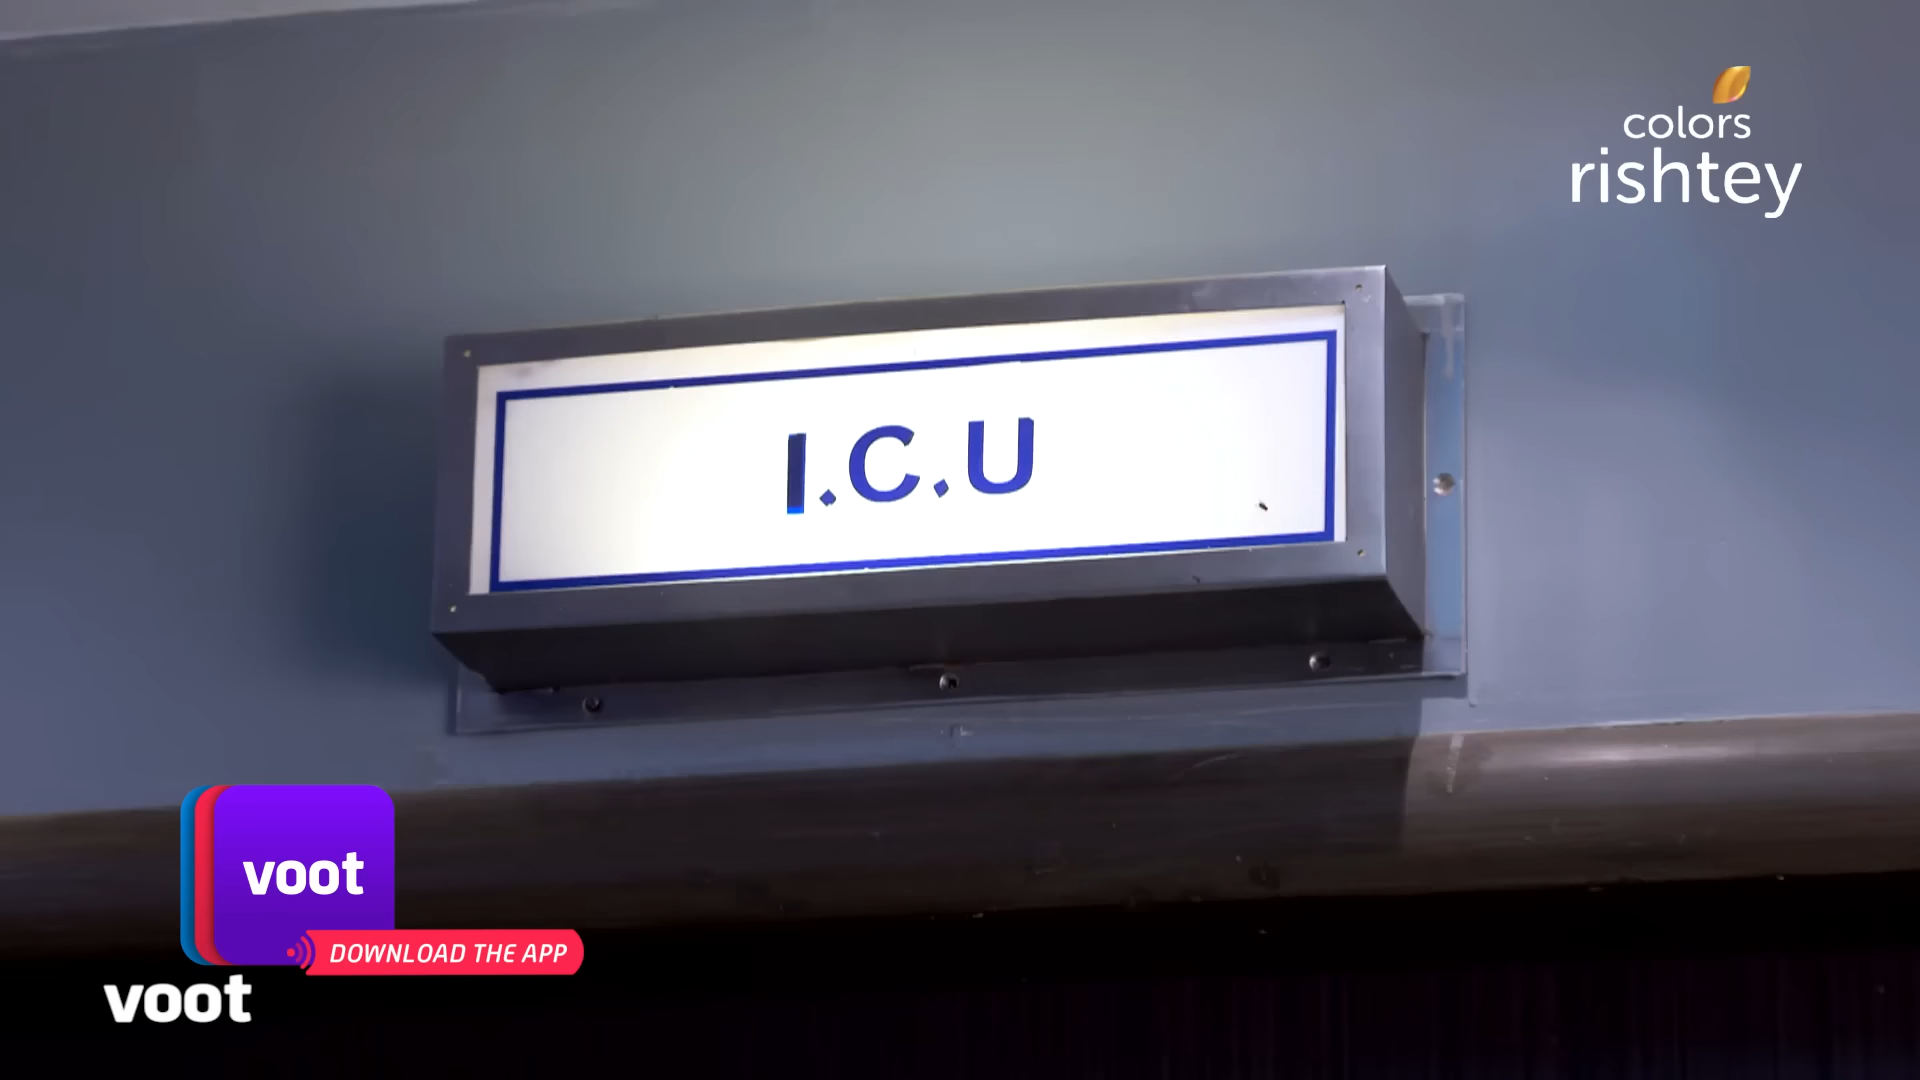 colors
rishtey
I.C.U
voot
DOWNLOAD THE APP
voot